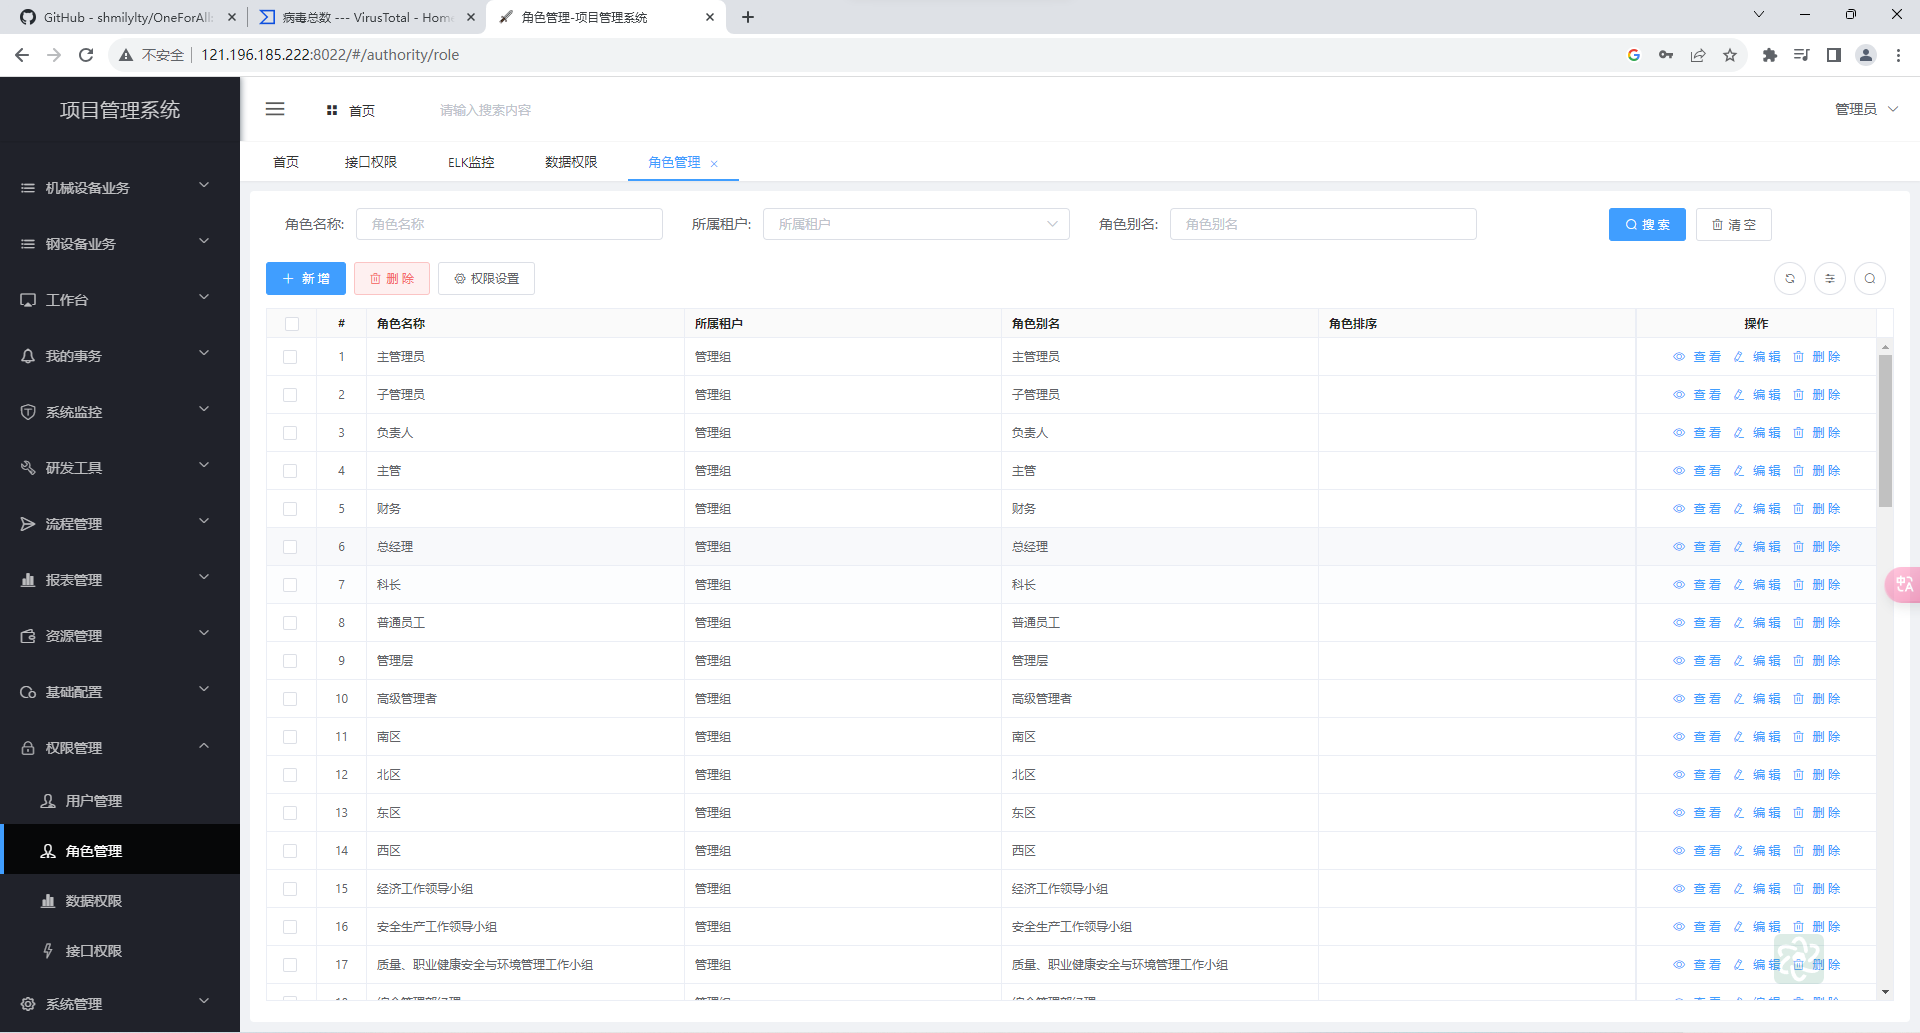 GitHub - shmilylty/OneForAll:
病毒总数 --- VirusTotal - Home
角色管理-项目管理系统
不安全 121.196.185.222:8022/#/authority/role
项目管理系统
首页
请输入搜索内容
管理员
首页 接口权限 ELK监控 数据权限 角色管理
机械设备业务
钢设备业务
工作台
我的事务
系统监控
研发工具
流程管理
报表管理
资源管理
基础配置
权限管理
用户管理
角色管理
数据权限
接口权限
系统管理
角色名称: 角色名称 所属租户: 所属租户 角色别名: 角色别名 搜 索 清 空
新 增 删 除 权限设置
# 角色名称 所属租户 角色别名 角色排序 操作
1 主管理员 管理组 主管理员 查 看 编 辑 删 除
2 子管理员 管理组 子管理员 查 看 编 辑 删 除
3 负责人 管理组 负责人 查 看 编 辑 删 除
4 主管 管理组 主管 查 看 编 辑 删 除
5 财务 管理组 财务 查 看 编 辑 删 除
6 总经理 管理组 总经理 查 看 编 辑 删 除
7 科长 管理组 科长 查 看 编 辑 删 除
8 普通员工 管理组 普通员工 查 看 编 辑 删 除
9 管理层 管理组 管理层 查 看 编 辑 删 除
10 高级管理者 管理组 高级管理者 查 看 编 辑 删 除
11 南区 管理组 南区 查 看 编 辑 删 除
12 北区 管理组 北区 查 看 编 辑 删 除
13 东区 管理组 东区 查 看 编 辑 删 除
14 西区 管理组 西区 查 看 编 辑 删 除
15 经济工作领导小组 管理组 经济工作领导小组 查 看 编 辑 删 除
16 安全生产工作领导小组 管理组 安全生产工作领导小组 查 看 编 辑 删 除
17 质量、职业健康安全与环境管理工作小组 管理组 质量、职业健康安全与环境管理工作小组 查 看 编 辑 删 除